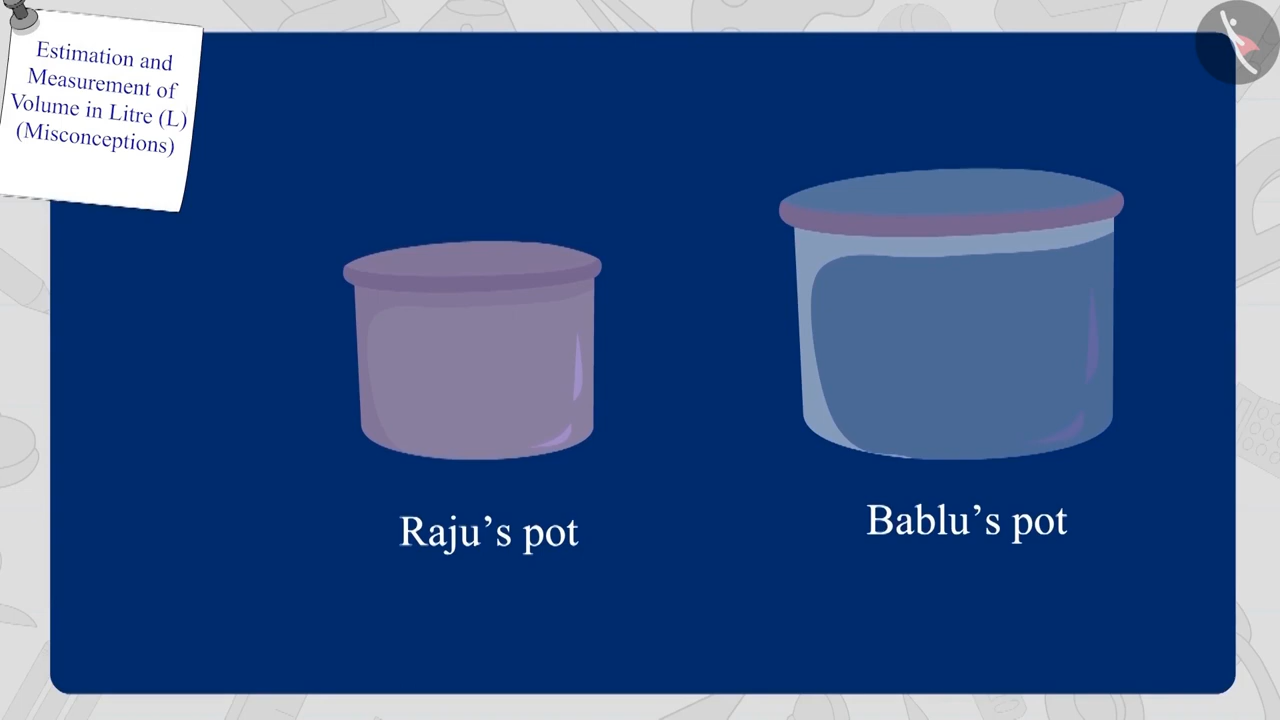 Estimation and
Measurement of
Volume in Litre (L)
(Misconceptions)
Raju’s pot
Bablu’s pot